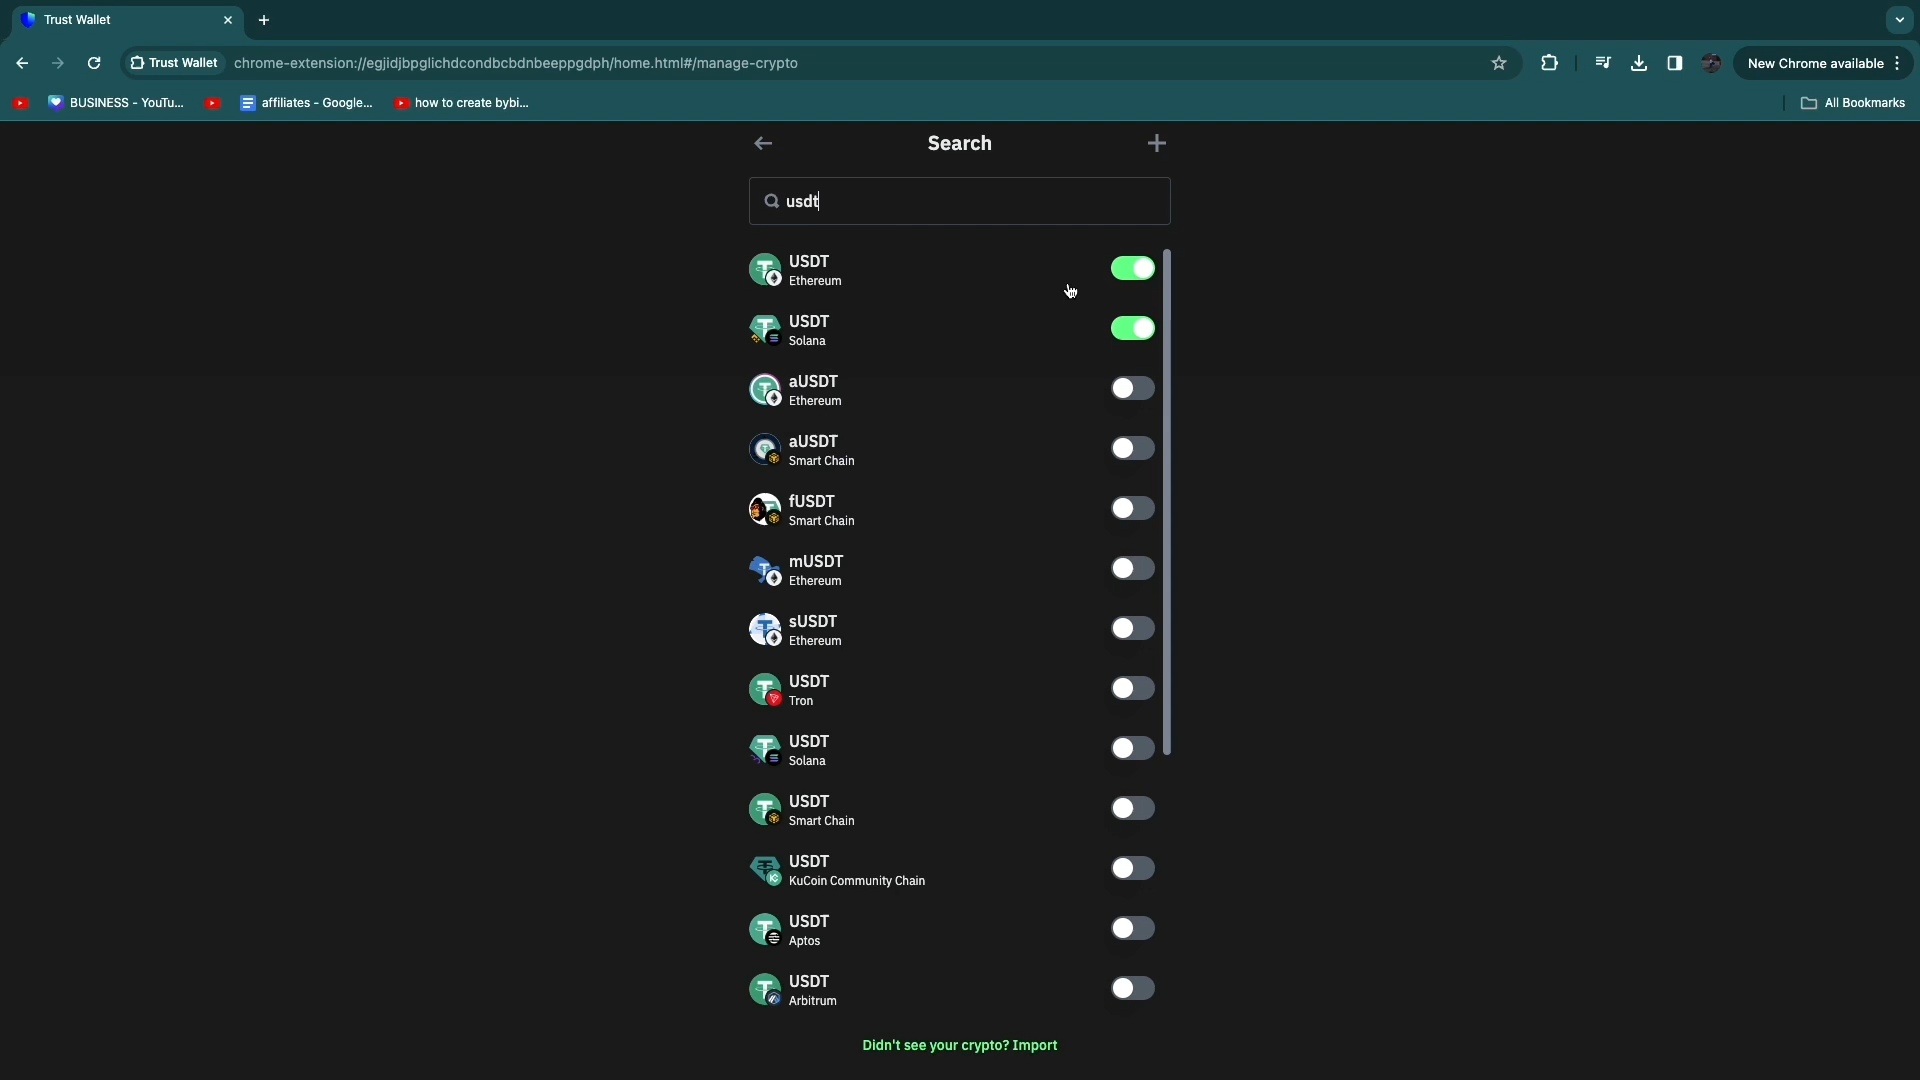 Trust Wallet
Trust Wallet chrome-extension://egjidjbpglichdcondbcbdnbeeppgdph/home.html#/manage-crypto New Chrome available
BUSINESS - YouTu... affiliates - Google... how to create bybi... All Bookmarks
Search
usdt
USDT
Ethereum
USDT
Solana
aUSDT
Ethereum
aUSDT
Smart Chain
fUSDT
Smart Chain
mUSDT
Ethereum
sUSDT
Ethereum
USDT
Tron
USDT
Solana
USDT
Smart Chain
USDT
KuCoin Community Chain
USDT
Aptos
USDT
Arbitrum
Didn't see your crypto? Import